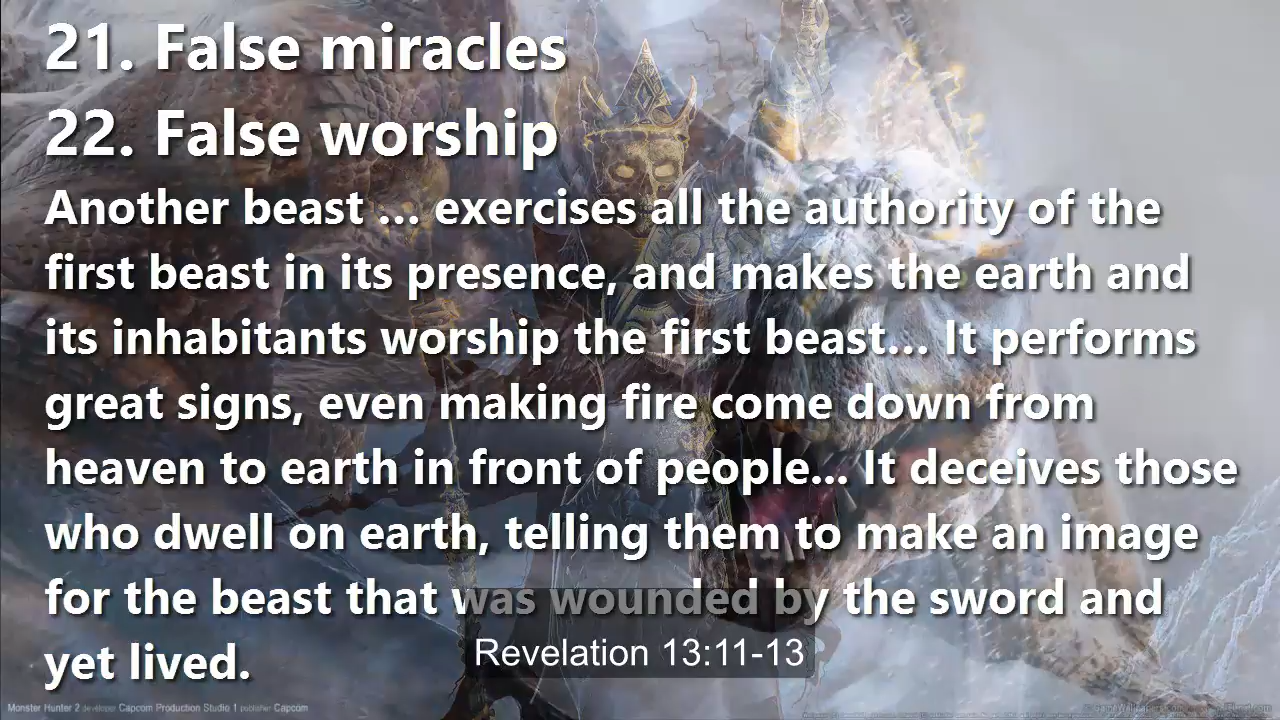 21. False miracles
22. False worship
Another beast … exercises all the authority of the
first beast in its presence, and makes the earth and
its inhabitants worship the first beast… It performs
great signs, even making fire come down from
heaven to earth in front of people... It deceives those
who dwell on earth, telling them to make an image
for the beast that was wounded by the sword and
yet lived.
Revelation 13:11-13
Monster Hunter 2 developer Capcom Production Studio 1 publisher Capcom